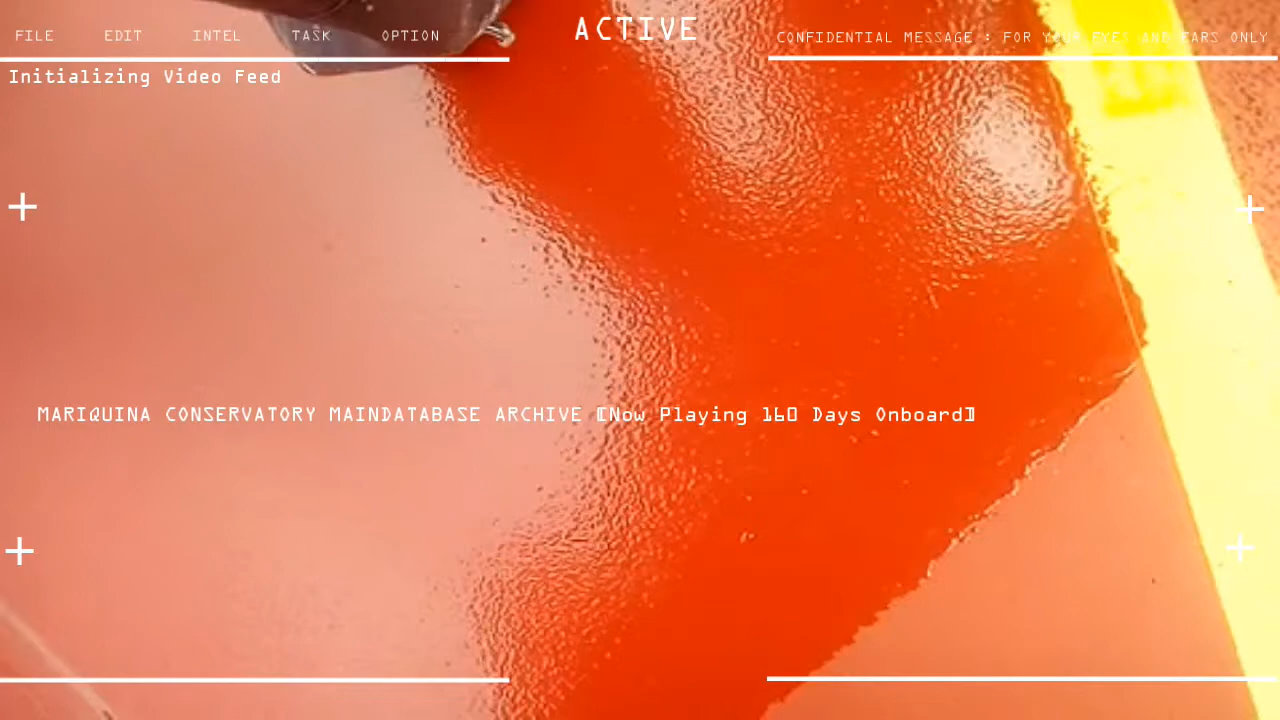 FILE EDIT INTEL TASK OPTION
ACTIVE
CONFIDENTIAL MESSAGE : FOR YOUR EYES AND EARS ONLY
Initializing Video Feed
MARIQUINA CONSERVATORY MAINDATABASE ARCHIVE [Now Playing 160 Days Onboard]